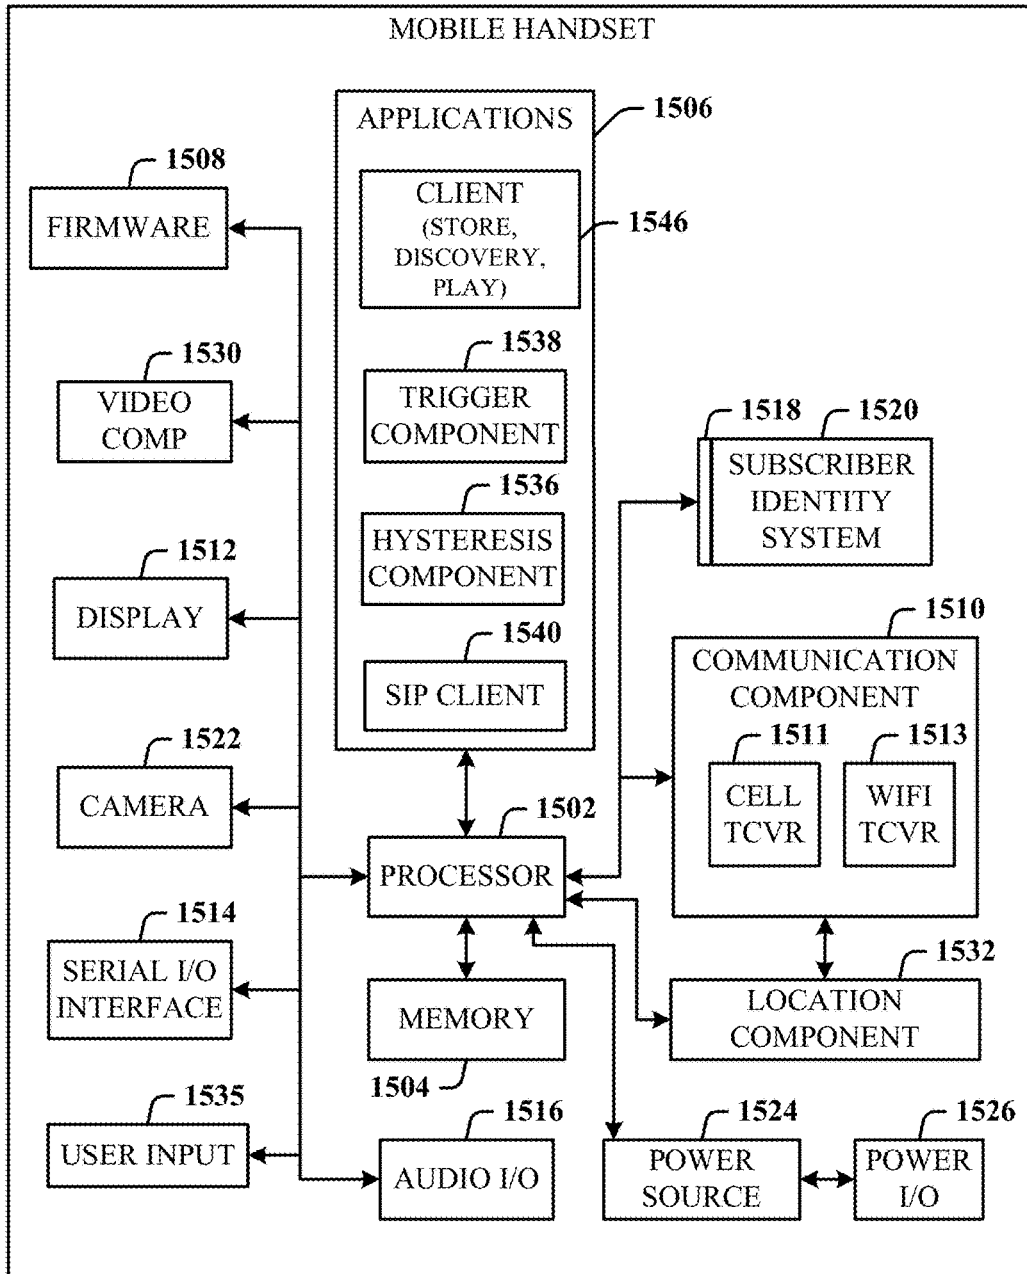 MOBILE HANDSET
1506
APPLICATIONS
1508
FIRMWARE
CLIENT
(STORE,
DISCOVERY,
PLAY)
1546
1530
VIDEO
COMP
1538
TRIGGER
COMPONENT
1518
1520
SUBSCRIBER
IDENTITY
SYSTEM
1536
HYSTERESIS
COMPONENT
1512
DISPLAY
1540
SIP CLIENT
1510
COMMUNICATION
COMPONENT
1511
CELL
TCVR
1513
WIFI
TCVR
1522
CAMERA
1502
PROCESSOR
1514
SERIAL I/O
INTERFACE
MEMORY
1504
1532
LOCATION
COMPONENT
1535
USER INPUT
1516
AUDIO I/O
1524
POWER
SOURCE
1526
POWER
I/O